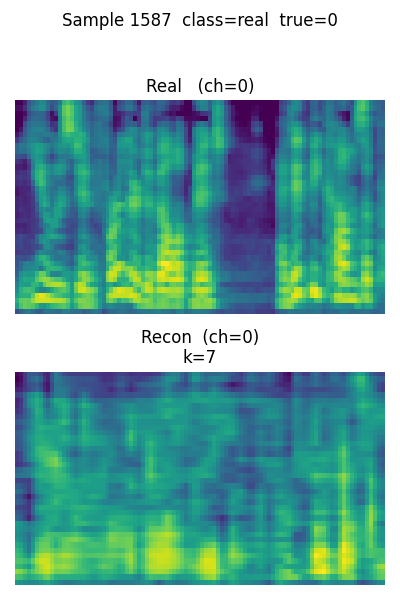 Sample 1587  class=real  true=0
Real   (ch=0)
Recon  (ch=0)
k=7